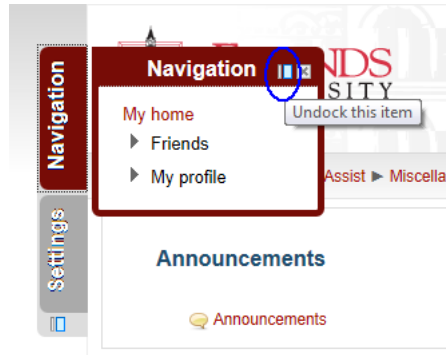 Navigation
Navigation
Undock this item
My home
Friends
My profile
Settings
Assist ► Miscella
Announcements
Announcements